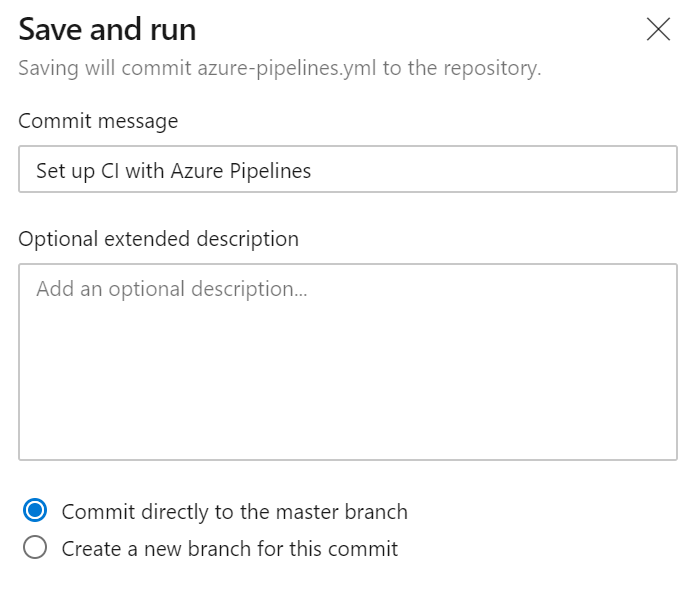 Save and run
Saving will commit azure-pipelines.yml to the repository.
Commit message
Set up CI with Azure Pipelines
Optional extended description
Add an optional description...
Commit directly to the master branch
Create a new branch for this commit